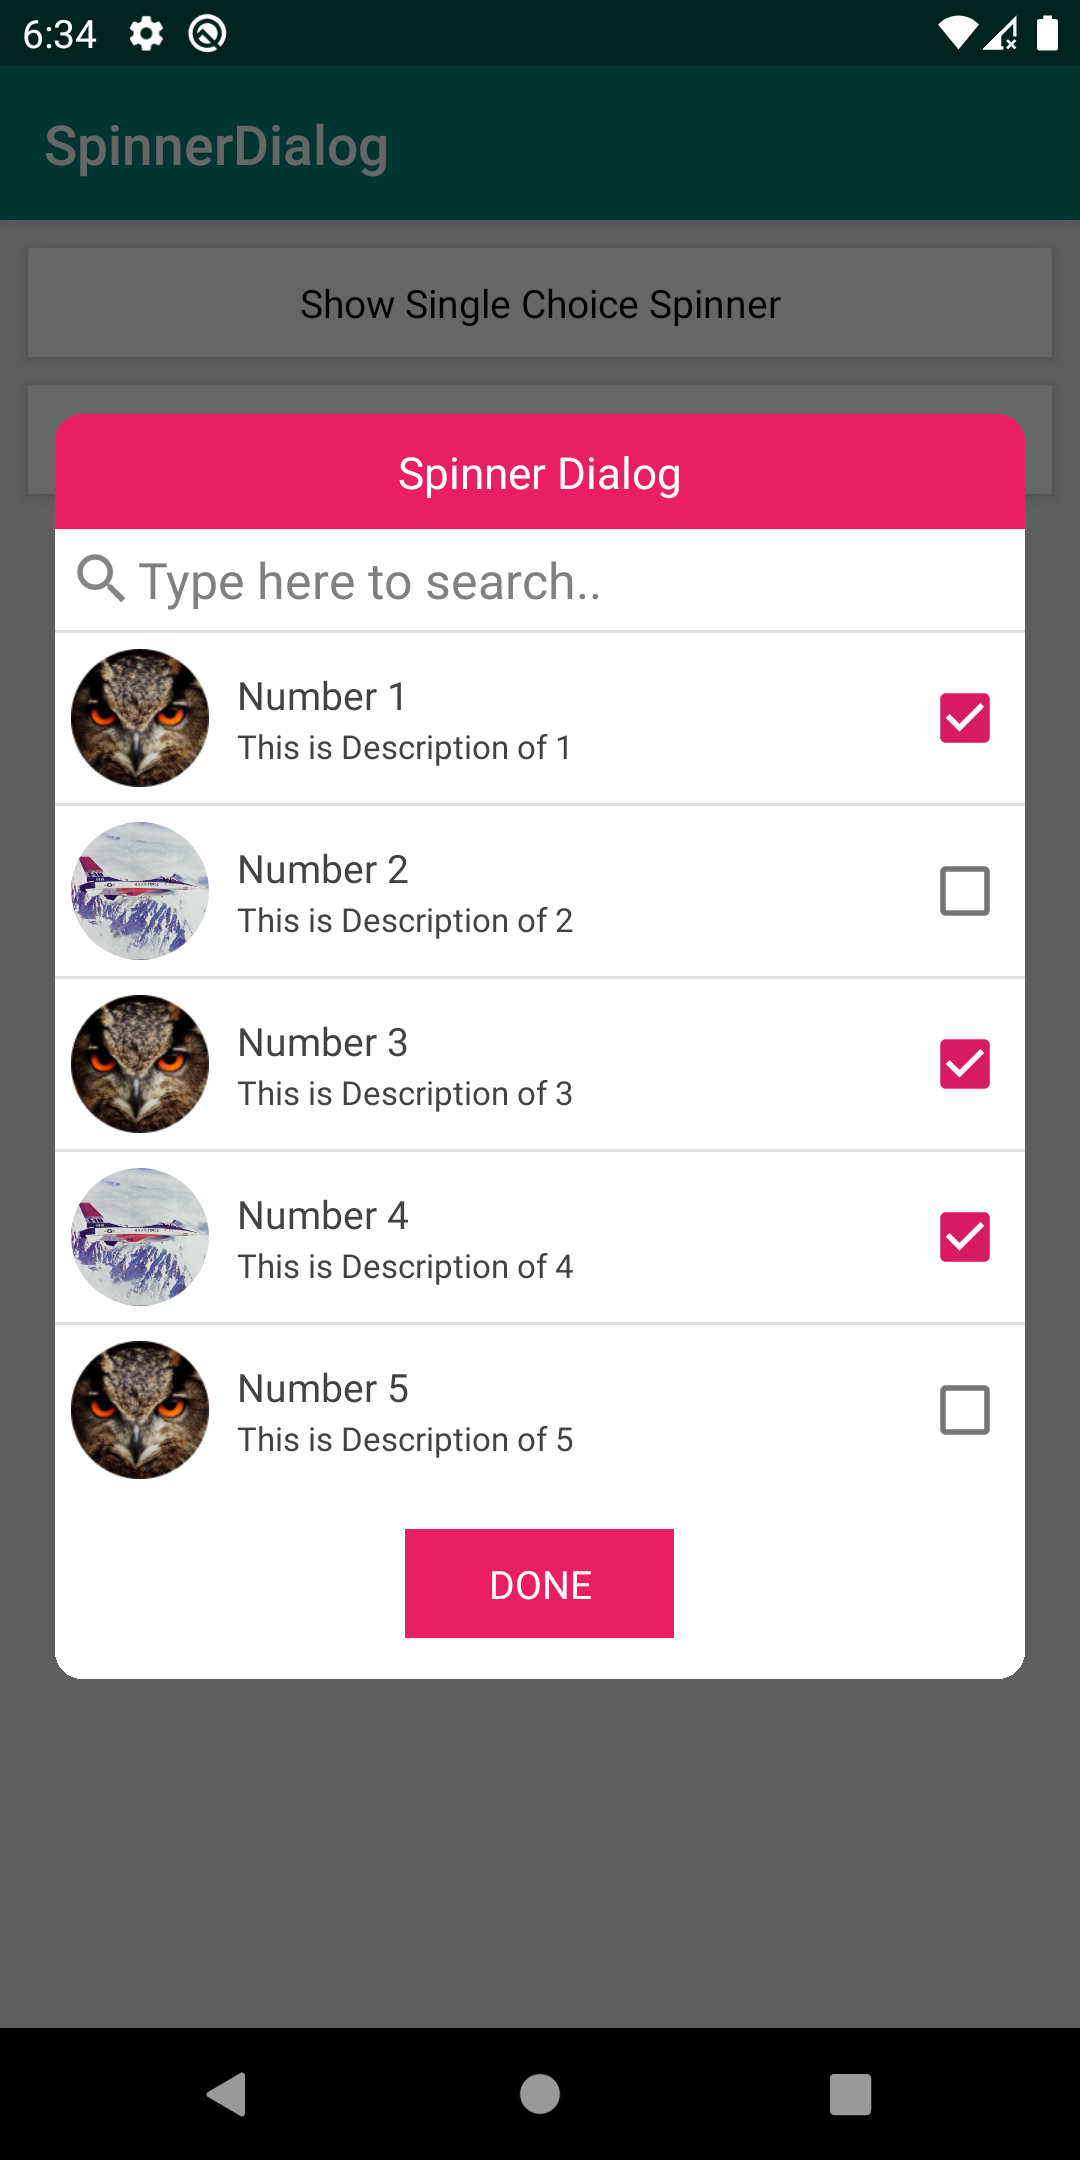 6:34
SpinnerDialog
Show Single Choice Spinner
Spinner Dialog
Type here to search..
Number 1
This is Description of 1
Number 2
This is Description of 2
Number 3
This is Description of 3
Number 4
This is Description of 4
Number 5
This is Description of 5
DONE